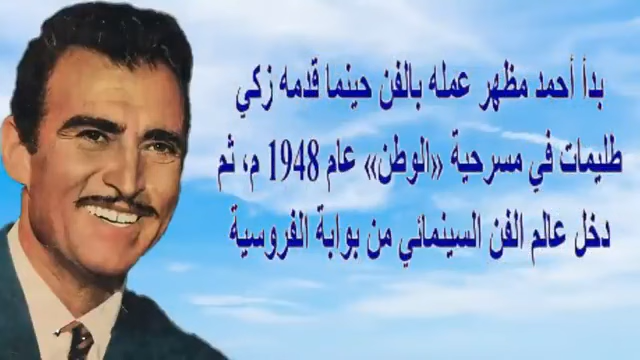 بدأ أحمد مظهر عمله بالفن حينما قدمه زكي
طليمات في مسرحية «الوطن» عام 1948 م، ثم
دخل عالم الفن السينمائي من بوابة الفروسية